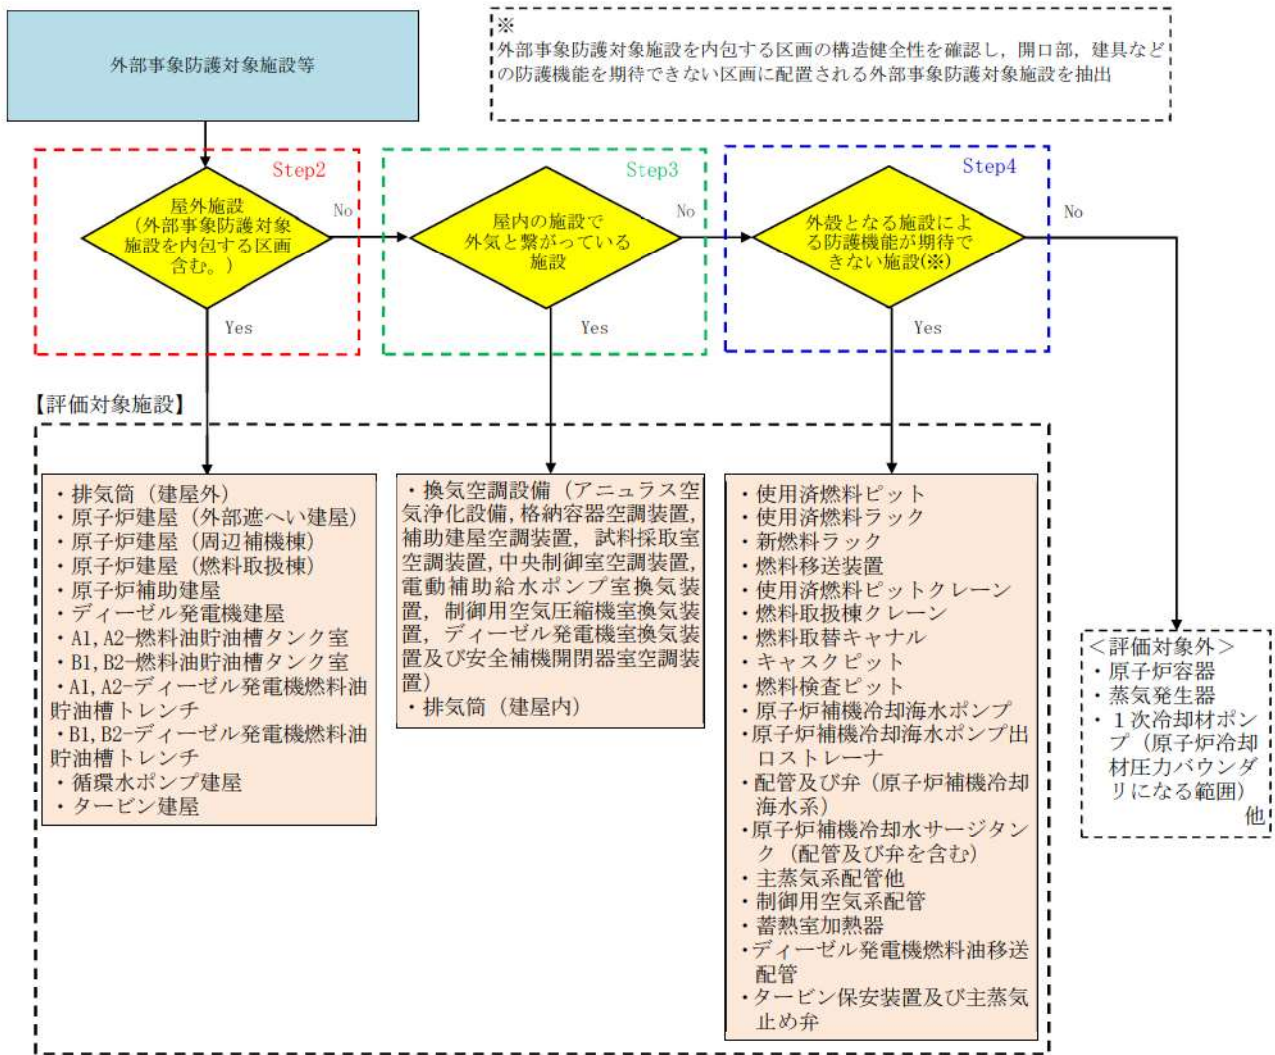 外部事象防護対象施設等
※
外部事象防護対象施設を内包する区画の構造健全性を確認し，開口部，建具など
の防護機能を期待できない区画に配置される外部事象防護対象施設を抽出
Step2
屋外施設
（外部事象防護対象
施設を内包する区画
含む。）
No
Yes
Step3
屋内の施設で
外気と繋がっている
施設
No
Yes
Step4
外殻となる施設によ
る防護機能が期待で
きない施設(※)
No
Yes
【評価対象施設】
・排気筒（建屋外）
・原子炉建屋（外部遮へい建屋）
・原子炉建屋（周辺補機棟）
・原子炉建屋（燃料取扱棟）
・原子炉補助建屋
・ディーゼル発電機建屋
・A1, A2-燃料油貯油槽タンク室
・B1, B2-燃料油貯油槽タンク室
・A1, A2-ディーゼル発電機燃料油
貯油槽トレンチ
・B1, B2-ディーゼル発電機燃料油
貯油槽トレンチ
・循環水ポンプ建屋
・タービン建屋
・換気空調設備（アニュラス空
気浄化設備，格納容器空調装置，
補助建屋空調装置，試料採取室
空調装置，中央制御室空調装置，
電動補助給水ポンプ室換気装
置，制御用空気圧縮機室換気装
置，ディーゼル発電機室換気装
置及び安全補機開閉器室空調装
置）
・排気筒（建屋内）
・使用済燃料ピット
・使用済燃料ラック
・新燃料ラック
・燃料移送装置
・使用済燃料ピットクレーン
・燃料取扱棟クレーン
・燃料取替キャナル
・キャスクピット
・燃料検査ピット
・原子炉補機冷却海水ポンプ
・原子炉補機冷却海水ポンプ出
口ストレーナ
・配管及び弁（原子炉補機冷却
海水系）
・原子炉補機冷却水サージタン
ク（配管及び弁を含む）
・主蒸気系配管他
・制御用空気系配管
・蓄熱室加熱器
・ディーゼル発電機燃料油移送
配管
・タービン保安装置及び主蒸気
止め弁
＜評価対象外＞
・原子炉容器
・蒸気発生器
・１次冷却材ポン
プ（原子炉冷却
材圧力バウンダ
リになる範囲）
他